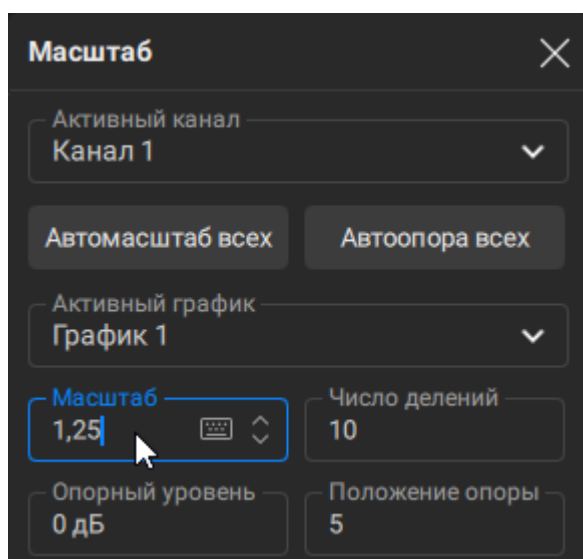 Масштаб
Активный канал
Канал 1
Автомасштаб всех
Автоопора всех
Активный график
График 1
Масштаб
Число делений
1,25
10
Опорный уровень
Положение опоры
0 дБ
5